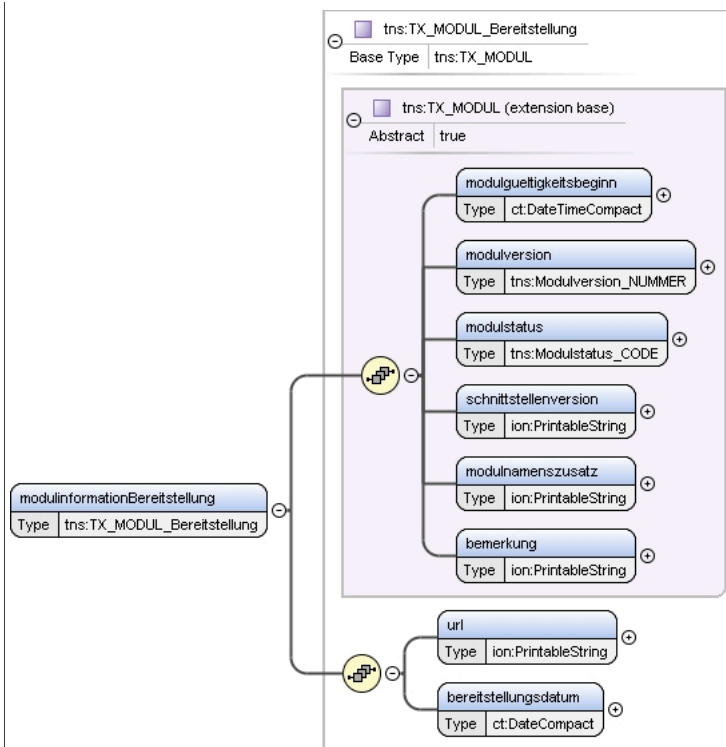 tns:TX_MODUL_Bereitstellung
Base Type tns:TX_MODUL
tns:TX_MODUL (extension base)
Abstract true
modulgueltigkeitsbeginn
Type ct:DateTimeCompact
modulversion
Type tns:Modulversion_NUMMER
modulstatus
Type tns:Modulstatus_CODE
schnittstellenversion
Type ion:PrintableString
modulnamenszusatz
Type ion:PrintableString
bemerkung
Type ion:PrintableString
modulinformationBereitstellung
Type tns:TX_MODUL_Bereitstellung
url
Type ion:PrintableString
bereitstellungsdatum
Type ct:DateCompact